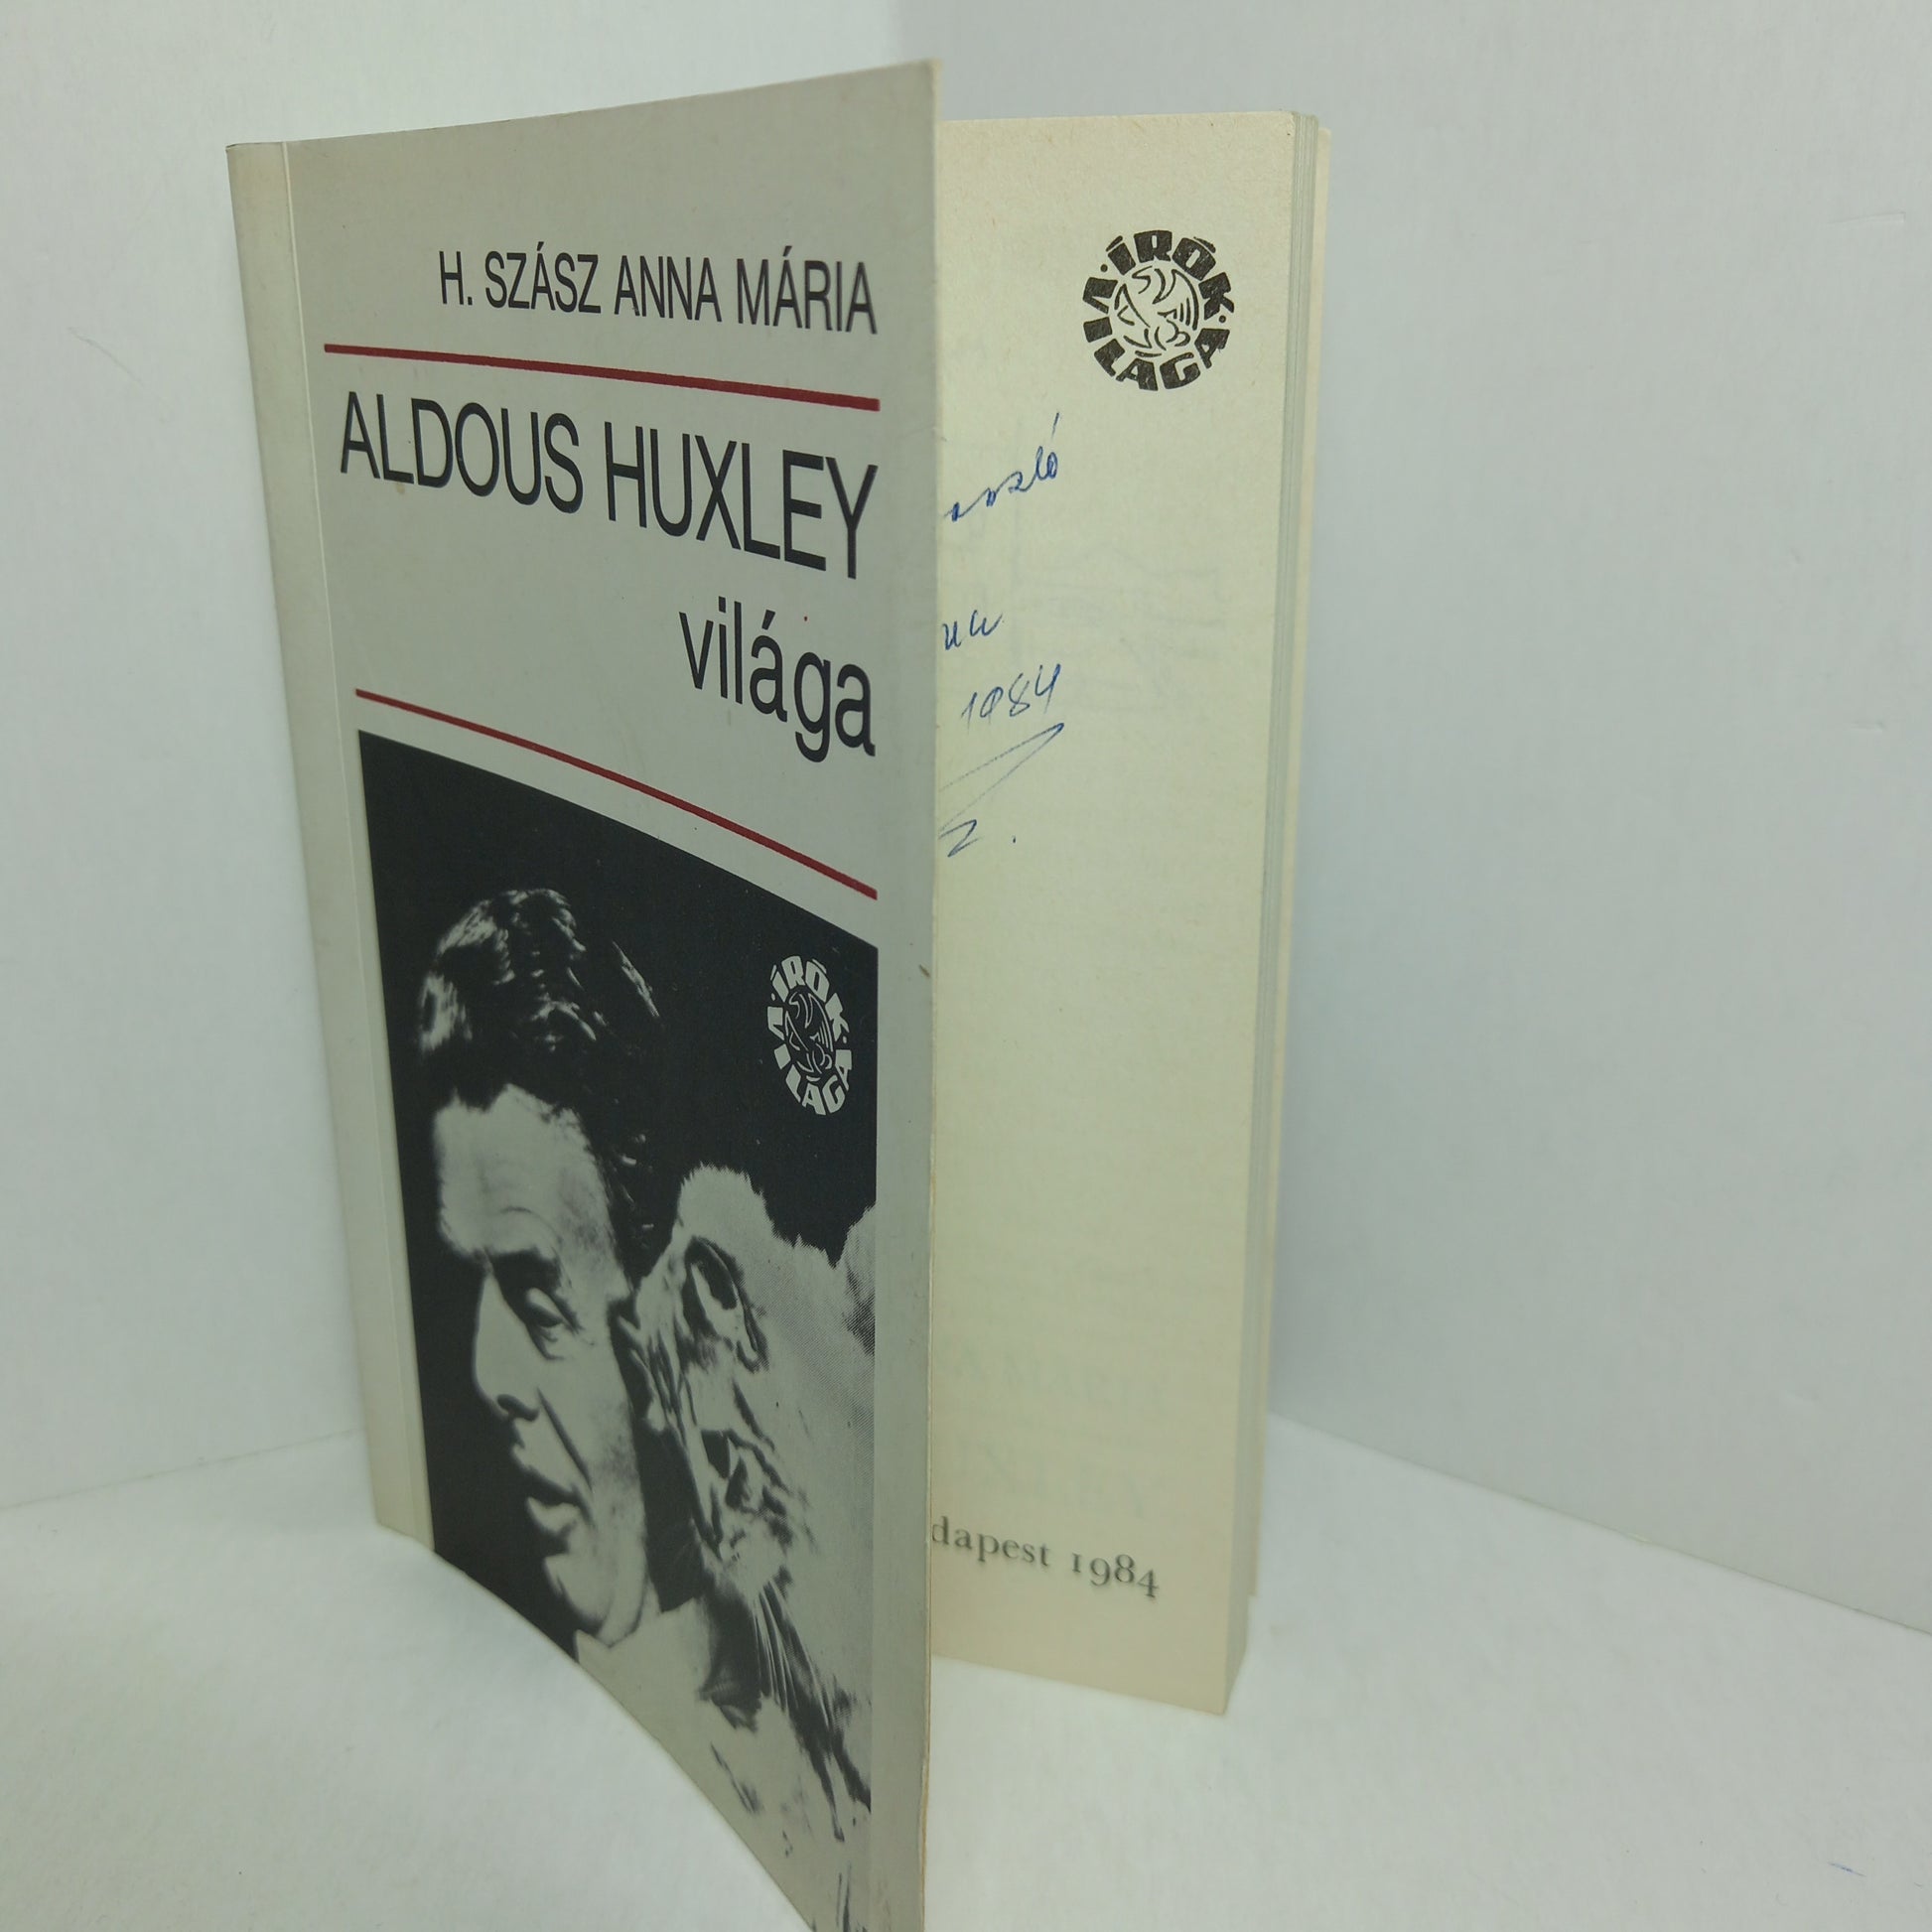 H. SZÁSZ ANNA MÁRIA
ALDOUS HUXLEY
világa
ÍRÓK·A·VILÁGA
ÍRÓK·A·VILÁGA
1984
z.
dapest 1984